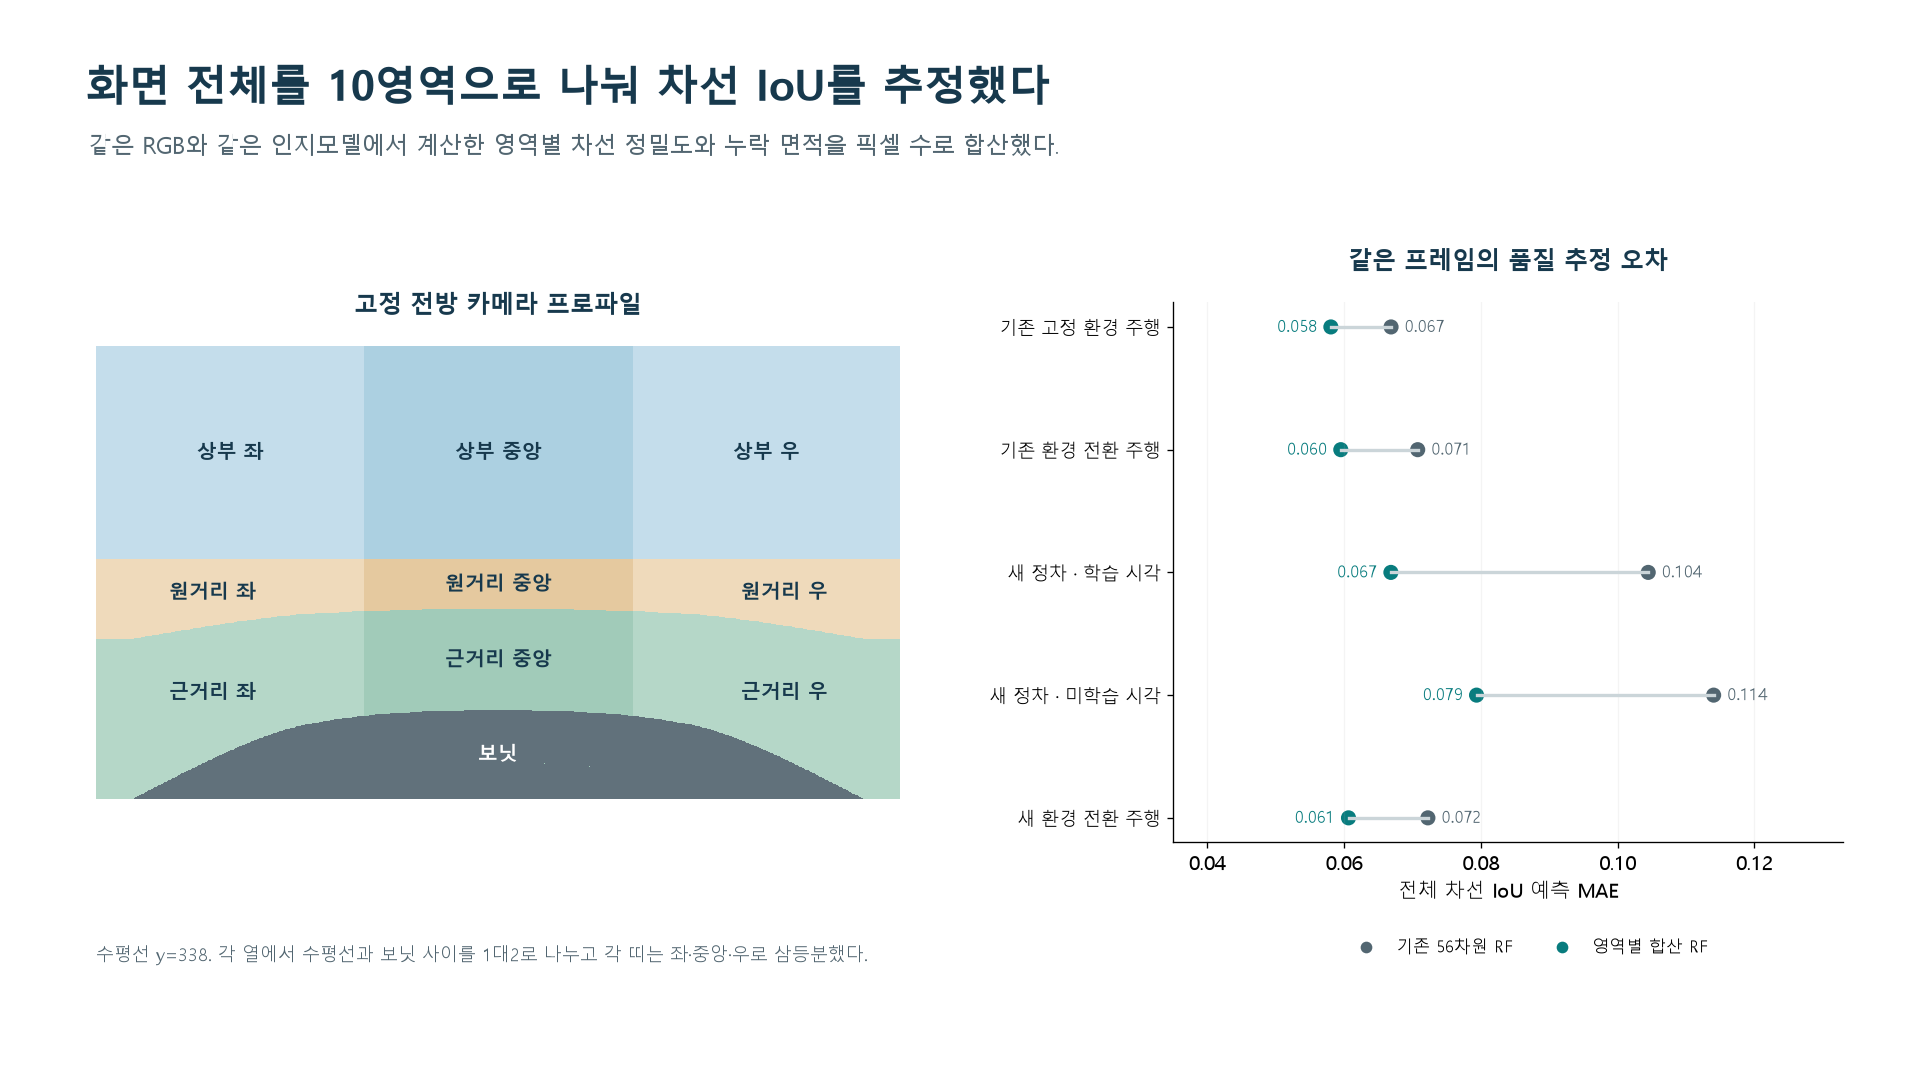 화면 전체를 10영역으로 나눠 차선 IoU를 추정했다
같은 RGB와 같은 인지모델에서 계산한 영역별 차선 정밀도와 누락 면적을 픽셀 수로 합산했다.
고정 전방 카메라 프로파일
상부 좌
상부 중앙
상부 우
원거리 좌
원거리 중앙
원거리 우
근거리 좌
근거리 중앙
근거리 우
보닛
수평선 y=338. 각 열에서 수평선과 보닛 사이를 1대2로 나누고 각 띠는 좌·중앙·우로 삼등분했다.
같은 프레임의 품질 추정 오차
기존 고정 환경 주행
0.058
0.067
기존 환경 전환 주행
0.060
0.071
새 정차 · 학습 시각
0.067
0.104
새 정차 · 미학습 시각
0.079
0.114
새 환경 전환 주행
0.061
0.072
0.04
0.06
0.08
0.10
0.12
전체 차선 IoU 예측 MAE
기존 56차원 RF
영역별 합산 RF